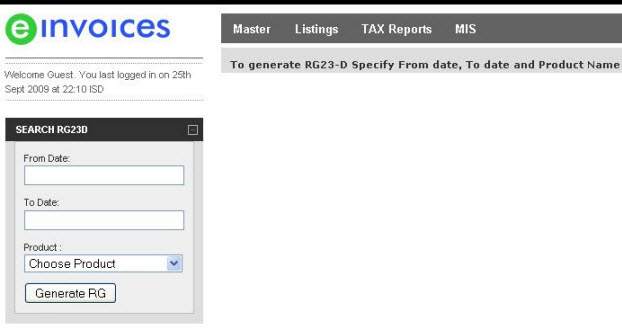 e invoices
Master Listings TAX Reports MIS
To generate RG23-D Specify From date, To date and Product Name
Welcome Guest. You last logged in on 25th
Sept 2009 at 22:10 ISD
SEARCH RG23D
From Date:
To Date:
Product :
Choose Product
Generate RG